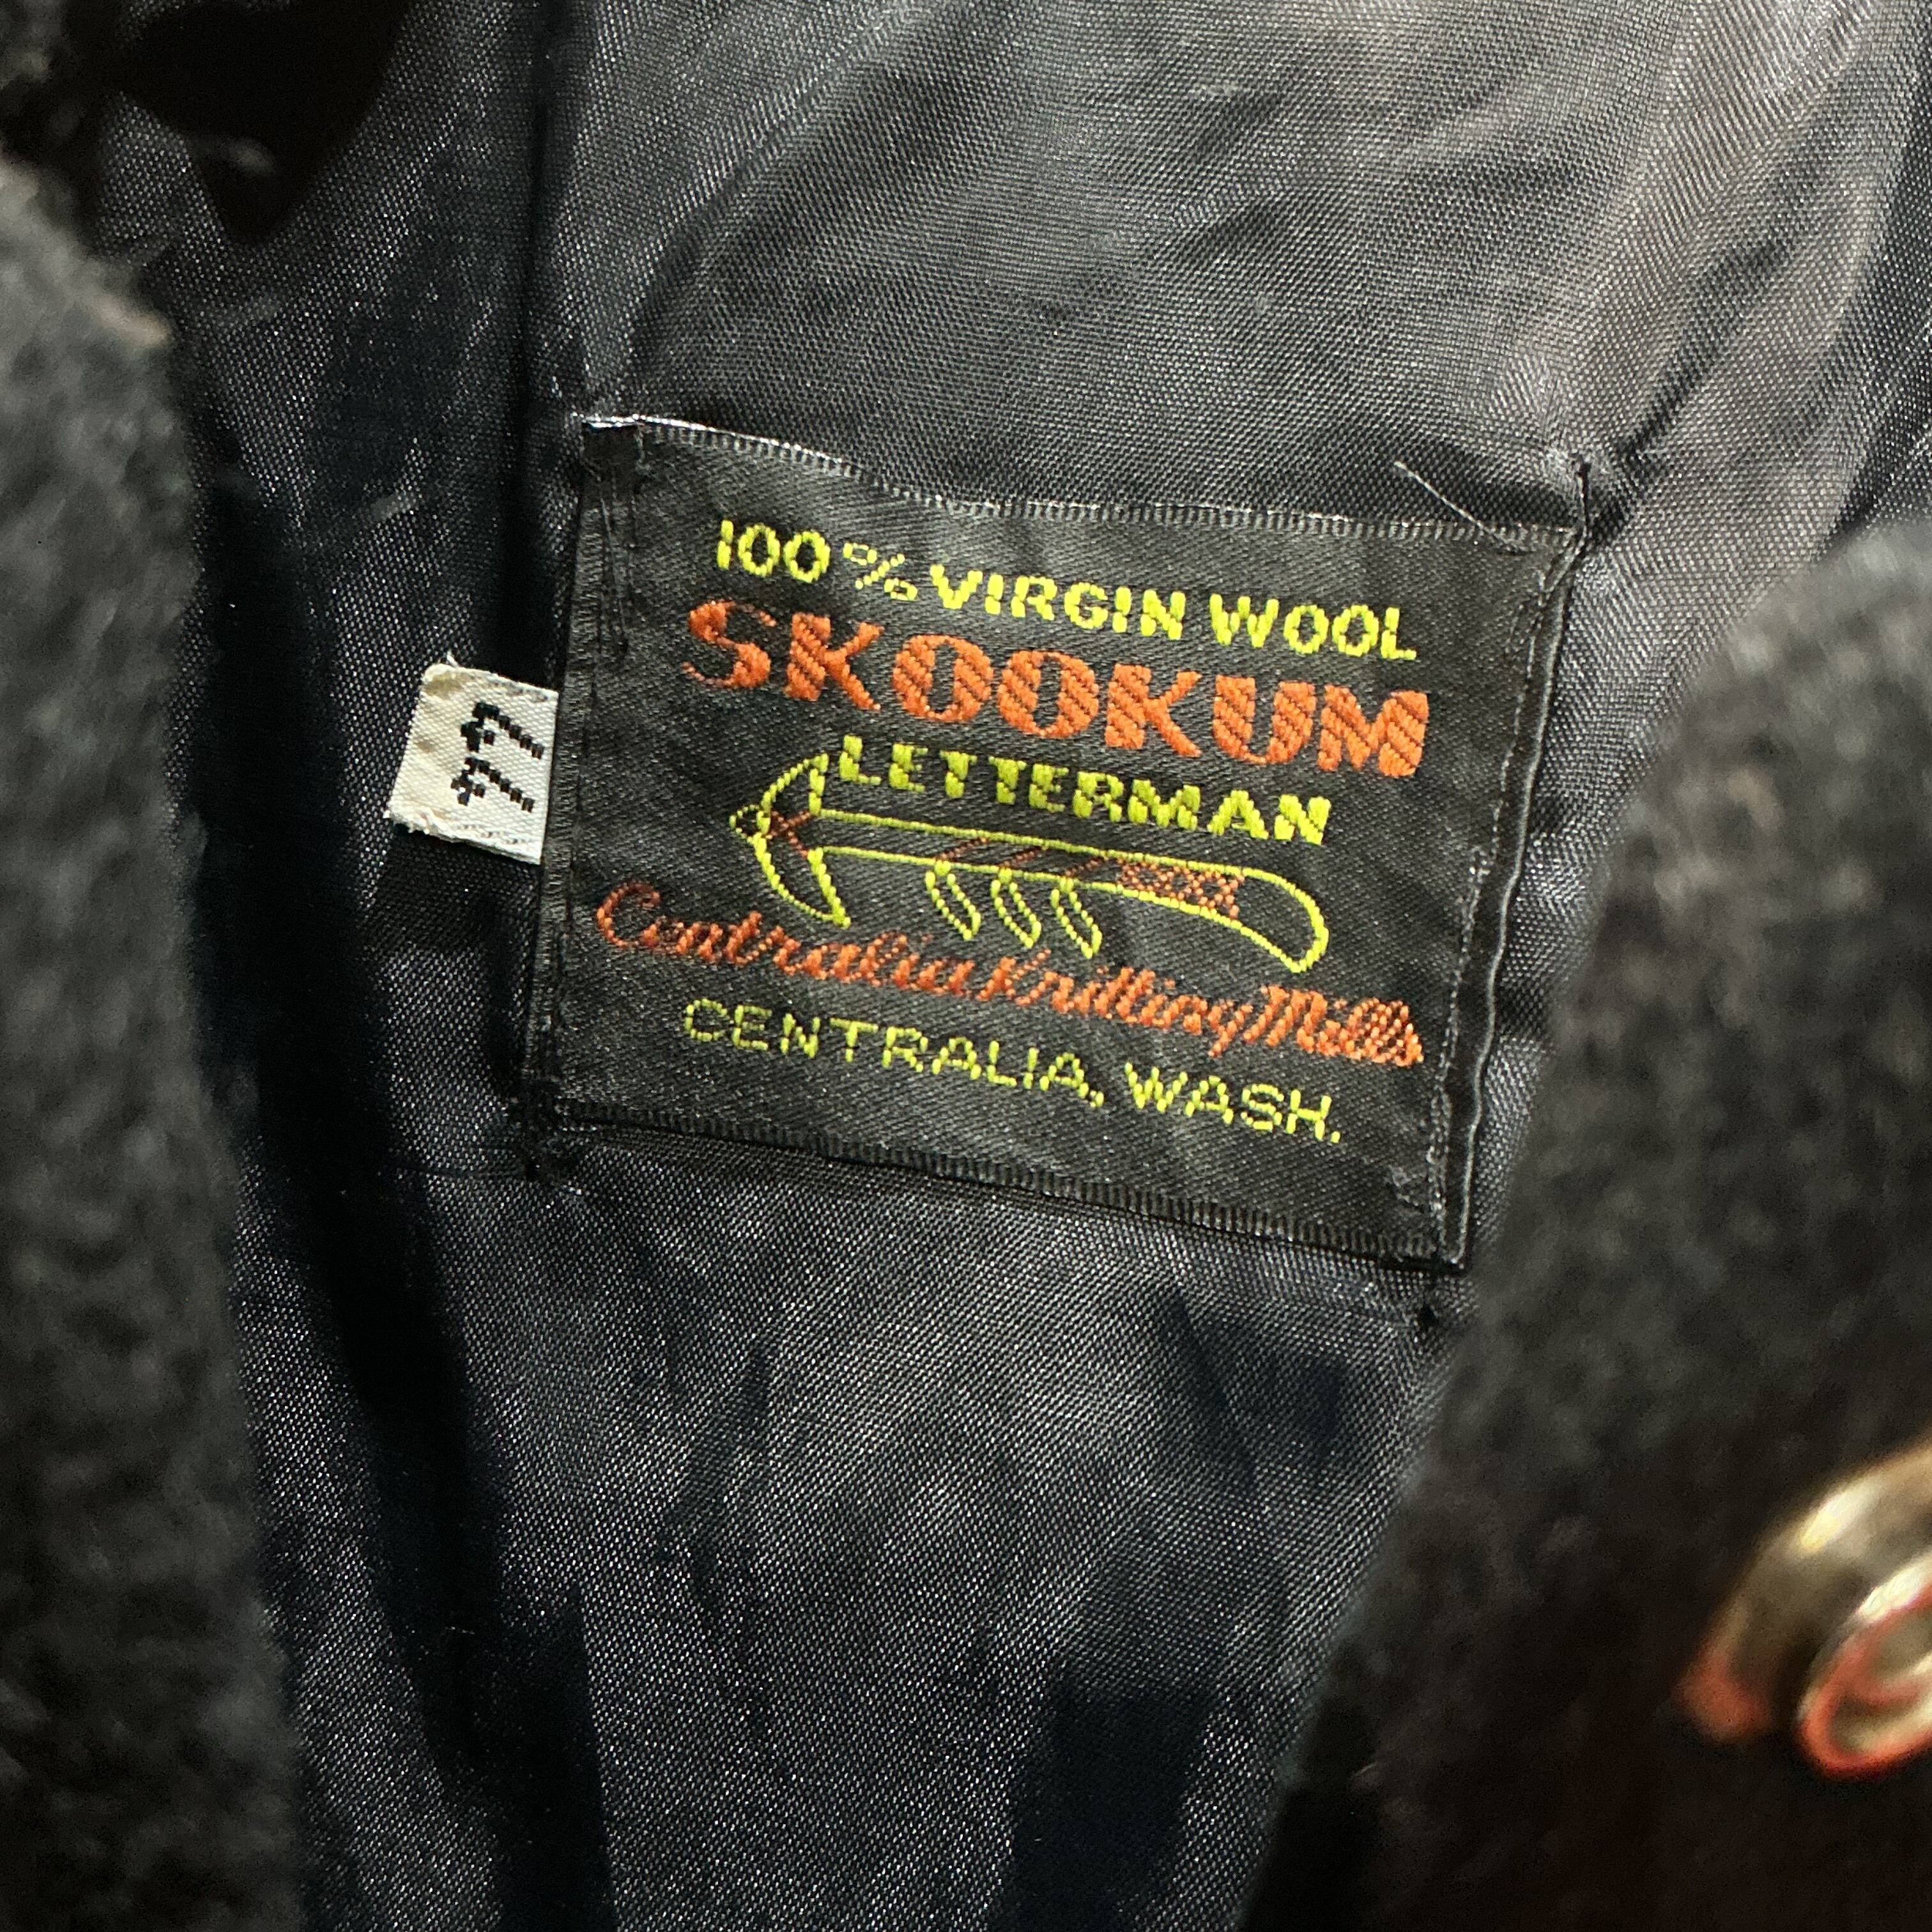 100% VIRGIN WOOL
SKOOKUM
LETTERMAN
Centralia Knitting Mills
CENTRALIA, WASH.
44